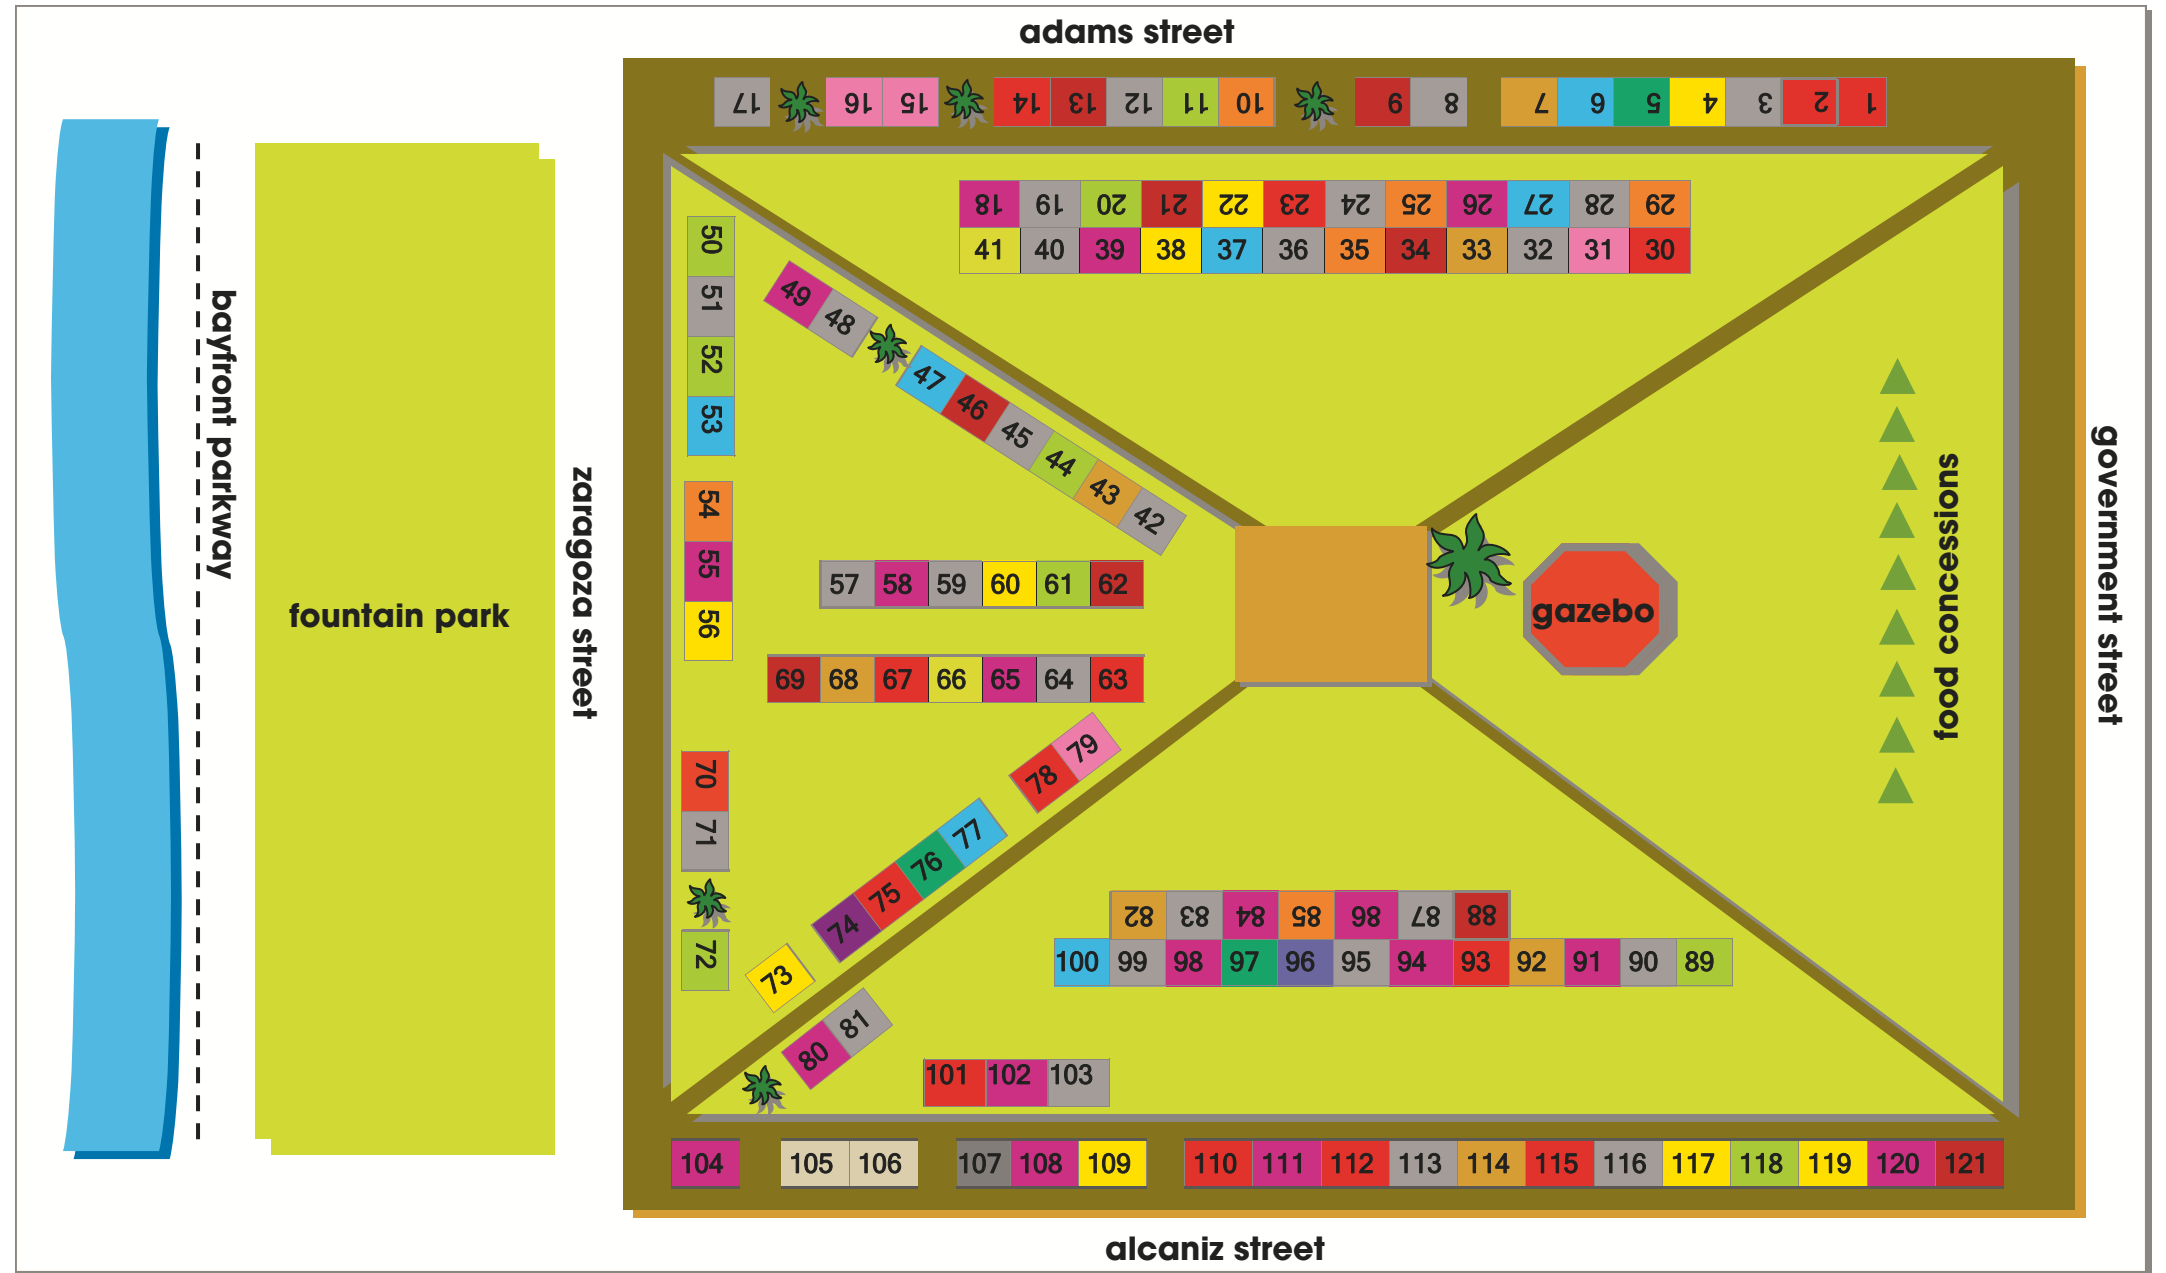 adams street
17 16 15 14 13 12 11 10 9 8 7 6 5 4 3 2 1
18 19 20 21 22 23 24 25 26 27 28 29
41 40 39 38 37 36 35 34 33 32 31 30
50
51
52
53
49 48 47 46 45 44 43 42
54
55
56
57 58 59 60 61 62
69 68 67 66 65 64 63
70
71
72
73 74 75 76 77 78 79
80 81
82 83 84 85 86 87 88
100 99 98 97 96 95 94 93 92 91 90 89
101 102 103
104 105 106 107 108 109 110 111 112 113 114 115 116 117 118 119 120 121
bayfront parkway
fountain park
zaragoza street
gazebo
food concessions
government street
alcaniz street